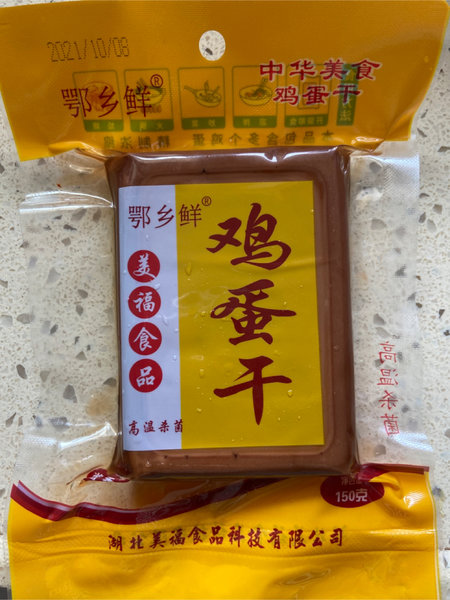 2021/10/08
鄂乡鲜®
中华美食
鸡蛋干
鄂乡鲜®
鸡蛋干
美福食品
高温杀菌
高温杀菌
150克
湖北美福食品科技有限公司